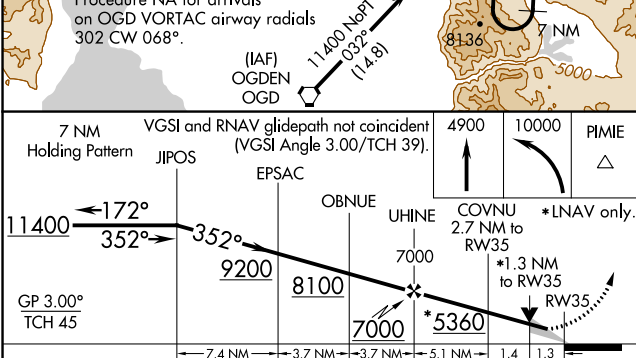 Procedure NA for arrivals
on OGD VORTAC airway radials
302 CW 068°.
(IAF)
OGDEN
OGD
11400 NoPT
032°
(14.8)
8136
7 NM
5000
7 NM
Holding Pattern
VGSI and RNAV glidepath not coincident
(VGSI Angle 3.00/TCH 39).
4900
10000
PIMIE
JIPOS
EPSAC
OBNUE
UHINE
7000
COVNU
2.7 NM to
RW35
*LNAV only.
*1.3 NM
to RW35
RW35
11400
172°
352°
352°
9200
8100
7000
*5360
GP 3.00°
TCH 45
7.4 NM
3.7 NM
3.7 NM
5.1 NM
1.4
1.3